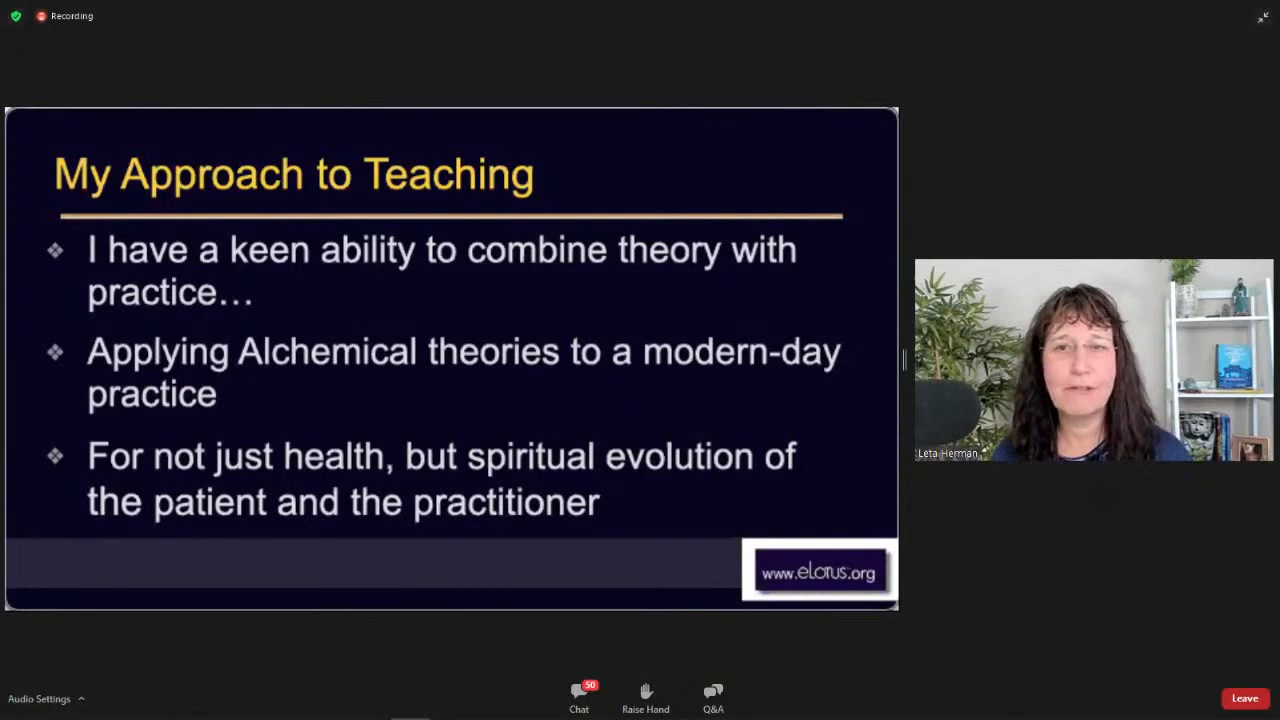 Recording
My Approach to Teaching
❖ I have a keen ability to combine theory with
practice…
❖ Applying Alchemical theories to a modern-day
practice
❖ For not just health, but spiritual evolution of
the patient and the practitioner
www.eLotus.org
Leta Herman
Audio Settings
50
Chat
Raise Hand
Q&A
Leave